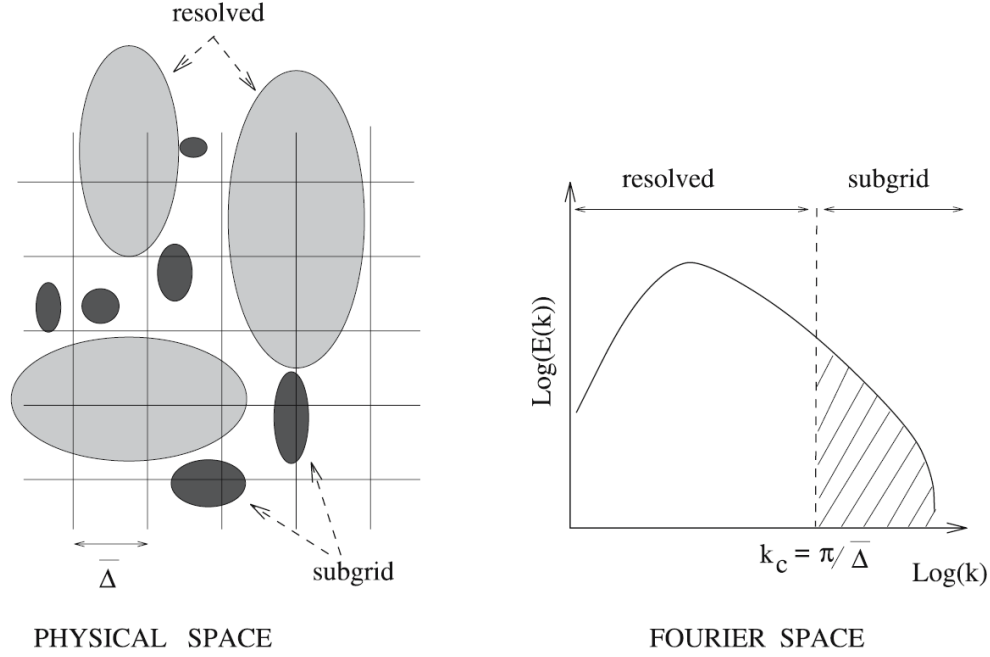 resolved
resolved
subgrid
Log(E(k))
k_c = π/Δ̅
Δ̅
subgrid
Log(k)
PHYSICAL SPACE
FOURIER SPACE